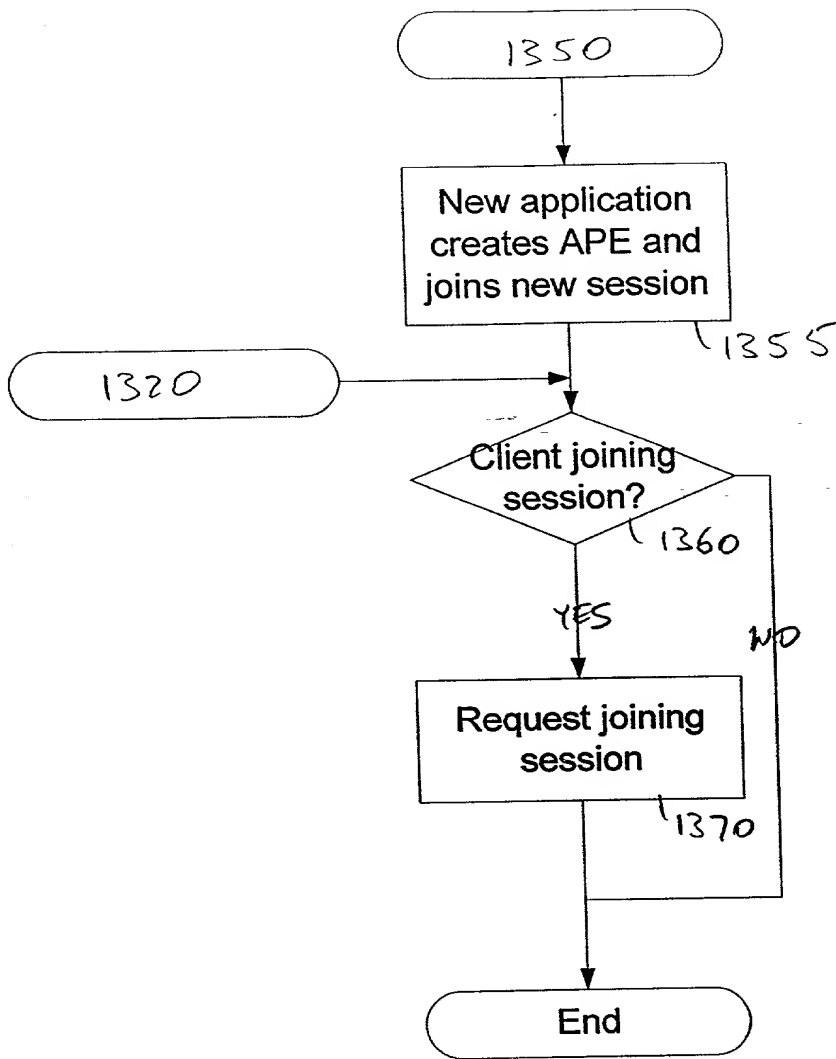 1350
New application
creates APE and
joins new session
1355
1320
Client joining
session?
1360
YES
NO
Request joining
session
1370
End